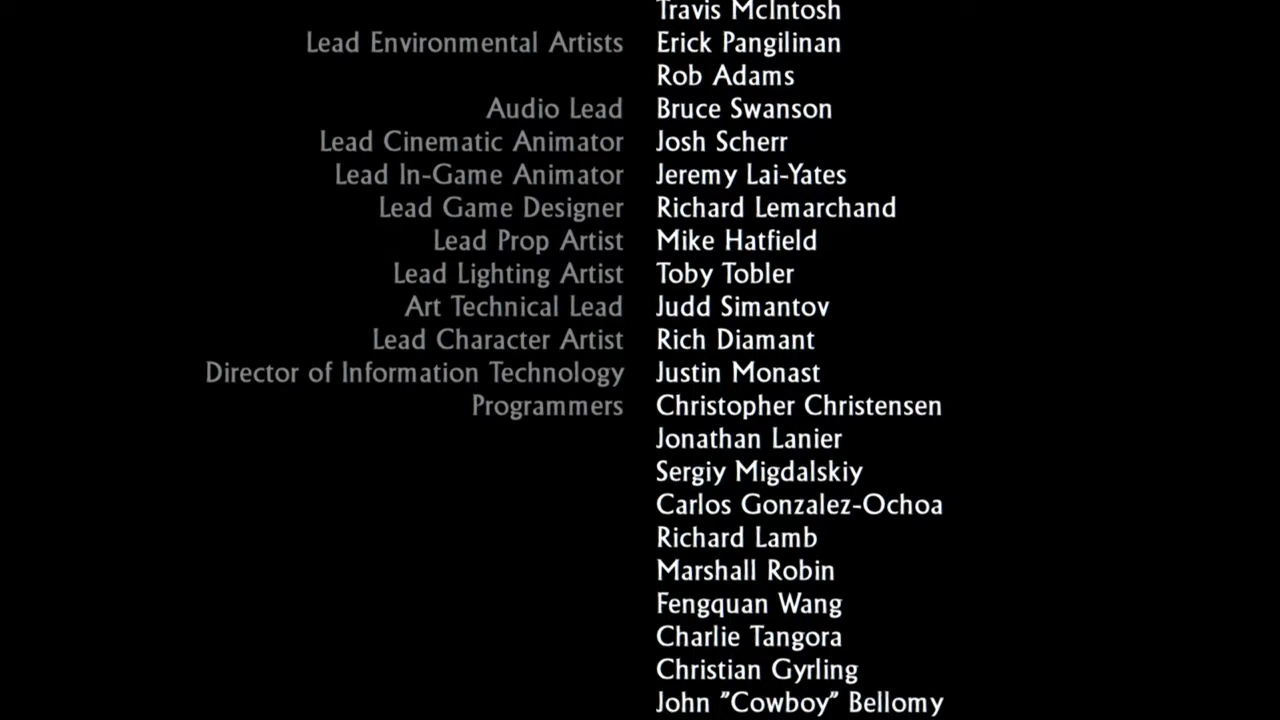 Travis McIntosh
Lead Environmental Artists Erick Pangilinan
Rob Adams
Audio Lead Bruce Swanson
Lead Cinematic Animator Josh Scherr
Lead In-Game Animator Jeremy Lai-Yates
Lead Game Designer Richard Lemarchand
Lead Prop Artist Mike Hatfield
Lead Lighting Artist Toby Tobler
Art Technical Lead Judd Simantov
Lead Character Artist Rich Diamant
Director of Information Technology Justin Monast
Programmers Christopher Christensen
Jonathan Lanier
Sergiy Migdalskiy
Carlos Gonzalez-Ochoa
Richard Lamb
Marshall Robin
Fengquan Wang
Charlie Tangora
Christian Gyrling
John "Cowboy" Bellomy